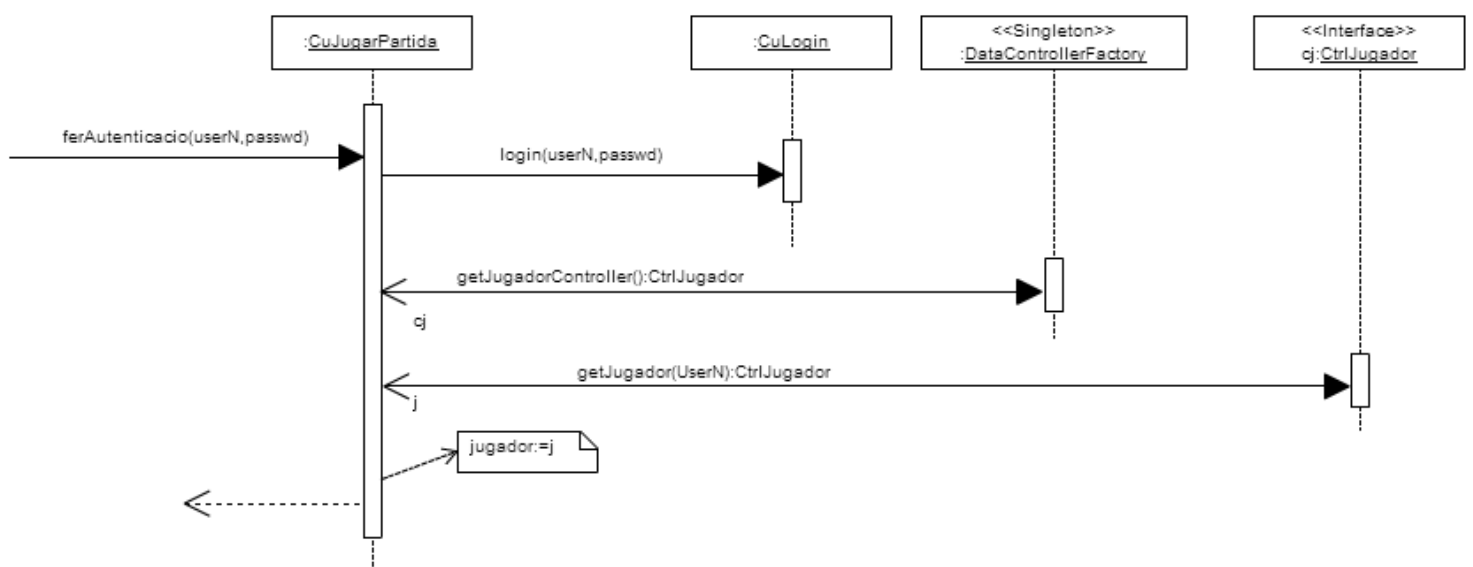 :CuJugarPartida
:CuLogin
<<Singleton>>
:DataControllerFactory
<<Interface>>
cj:CtrlJugador
ferAutenticacio(userN,passwd)
login(userN,passwd)
getJugadorController():CtrlJugador
cj
getJugador(UserN):CtrlJugador
j
jugador:=j